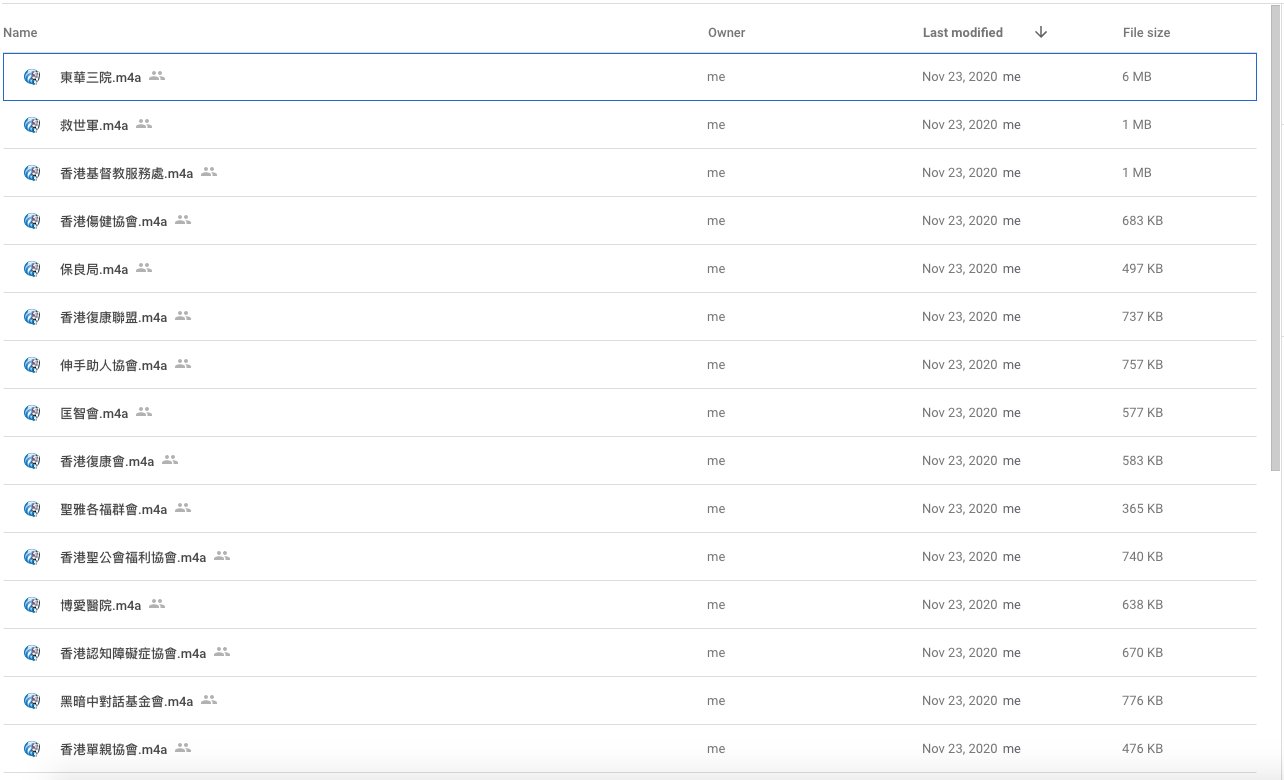 Name Owner Last modified File size
東華三院.m4a me Nov 23, 2020 me 6 MB
救世軍.m4a me Nov 23, 2020 me 1 MB
香港基督教服務處.m4a me Nov 23, 2020 me 1 MB
香港傷健協會.m4a me Nov 23, 2020 me 683 KB
保良局.m4a me Nov 23, 2020 me 497 KB
香港復康聯盟.m4a me Nov 23, 2020 me 737 KB
伸手助人協會.m4a me Nov 23, 2020 me 757 KB
匡智會.m4a me Nov 23, 2020 me 577 KB
香港復康會.m4a me Nov 23, 2020 me 583 KB
聖雅各福群會.m4a me Nov 23, 2020 me 365 KB
香港聖公會福利協會.m4a me Nov 23, 2020 me 740 KB
博愛醫院.m4a me Nov 23, 2020 me 638 KB
香港認知障礙症協會.m4a me Nov 23, 2020 me 670 KB
黑暗中對話基金會.m4a me Nov 23, 2020 me 776 KB
香港單親協會.m4a me Nov 23, 2020 me 476 KB